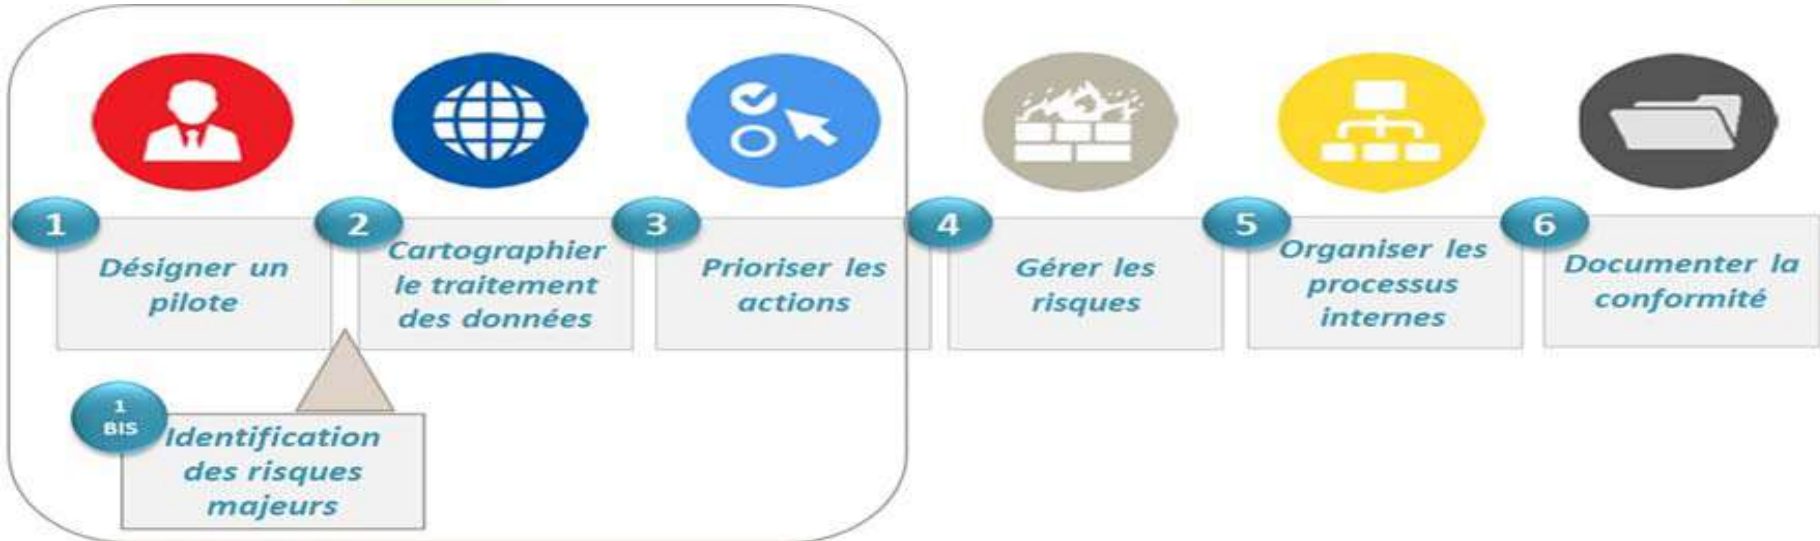 1
Désigner un
pilote
2
Cartographier
le traitement
des données
3
Prioriser les
actions
4
Gérer les
risques
5
Organiser les
processus
internes
6
Documenter la
conformité
1
BIS
Identification
des risques
majeurs